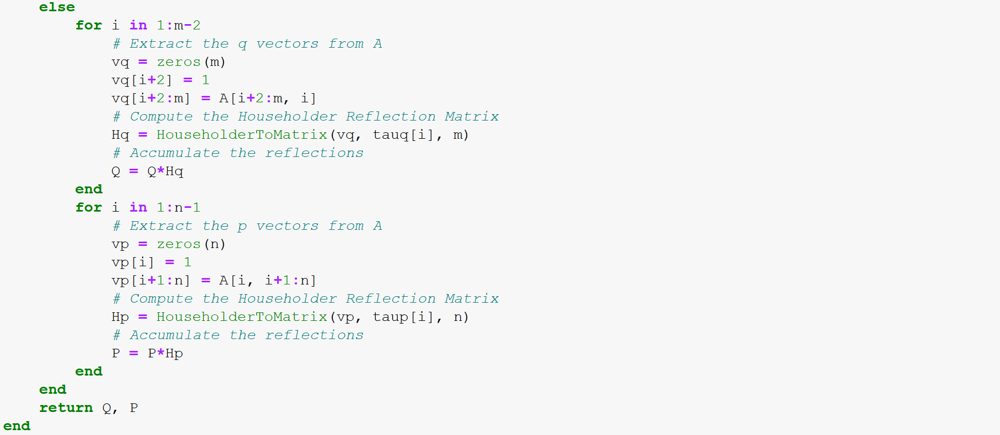 else
for i in 1:m-2
# Extract the q vectors from A
vq = zeros(m)
vq[i+2] = 1
vq[i+2:m] = A[i+2:m, i]
# Compute the Householder Reflection Matrix
Hq = HouseholderToMatrix(vq, tauq[i], m)
# Accumulate the reflections
Q = Q*Hq
end
for i in 1:n-1
# Extract the p vectors from A
vp = zeros(n)
vp[i] = 1
vp[i+1:n] = A[i, i+1:n]
# Compute the Householder Reflection Matrix
Hp = HouseholderToMatrix(vp, taup[i], n)
# Accumulate the reflections
P = P*Hp
end
end
return Q, P
end